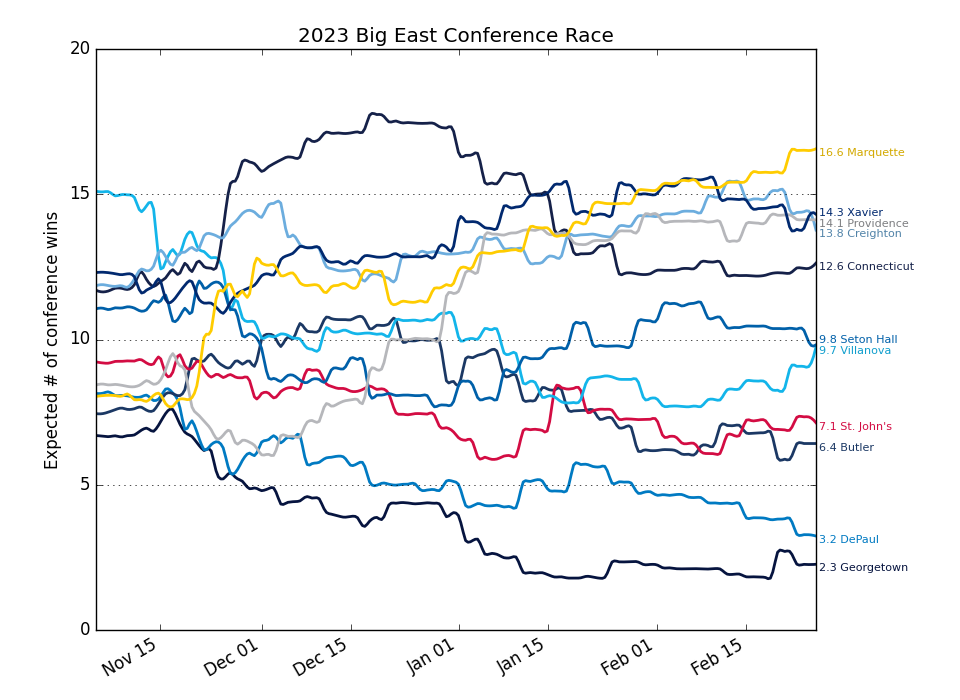 2023 Big East Conference Race
Expected # of conference wins
20
15
10
5
0
16.6 Marquette
14.3 Xavier
14.1 Providence
13.8 Creighton
12.6 Connecticut
9.8 Seton Hall
9.7 Villanova
7.1 St. John's
6.4 Butler
3.2 DePaul
2.3 Georgetown
Nov 15
Dec 01
Dec 15
Jan 01
Jan 15
Feb 01
Feb 15